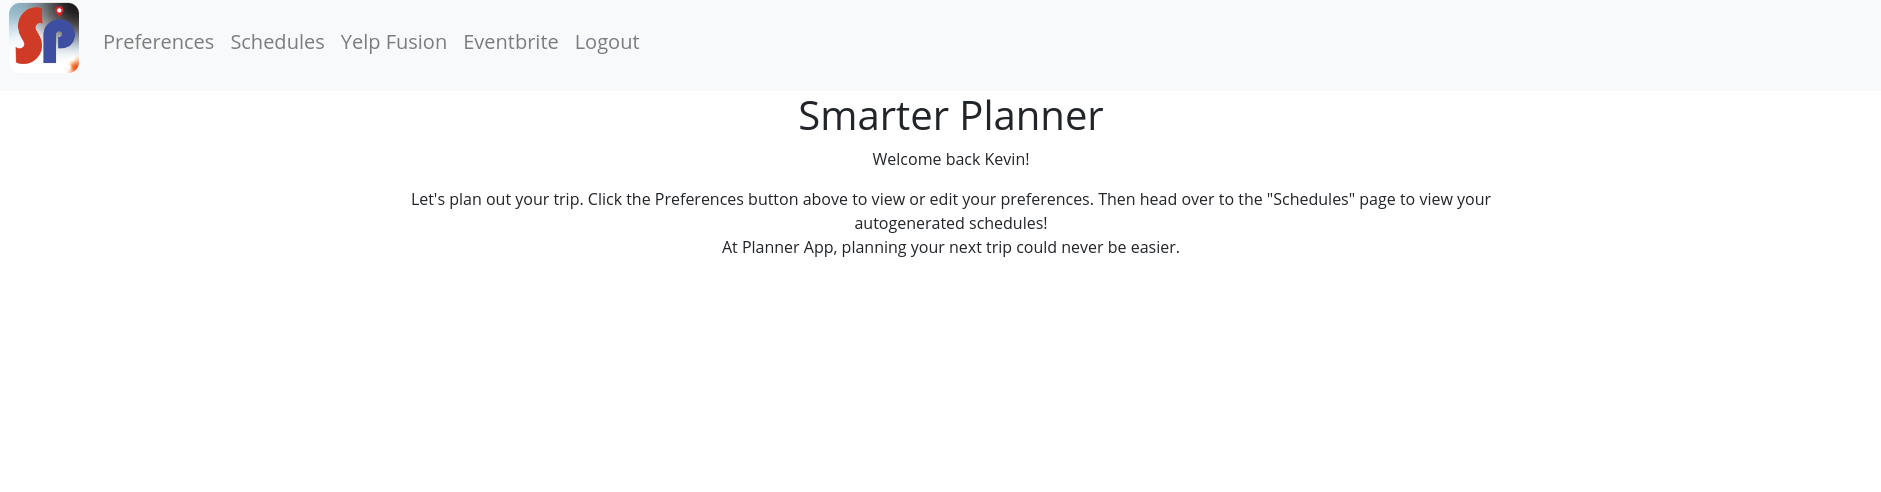 SP
Preferences Schedules Yelp Fusion Eventbrite Logout
Smarter Planner
Welcome back Kevin!
Let's plan out your trip. Click the Preferences button above to view or edit your preferences. Then head over to the "Schedules" page to view your
autogenerated schedules!
At Planner App, planning your next trip could never be easier.